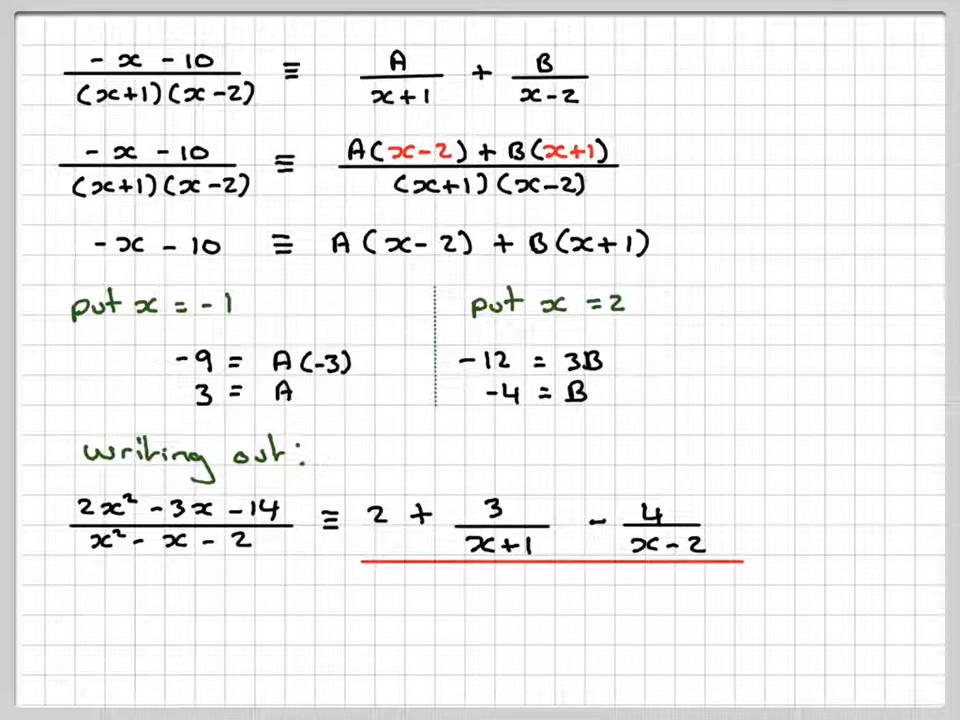 (-x - 10)/((x+1)(x-2)) ≡ A/(x+1) + B/(x-2)
(-x - 10)/((x+1)(x-2)) ≡ (A(x-2) + B(x+1))/((x+1)(x-2))
-x - 10 ≡ A(x-2) + B(x+1)
put x = -1
-9 = A(-3)
3 = A
put x = 2
-12 = 3B
-4 = B
writing out:
(2x² - 3x - 14)/(x² - x - 2) ≡ 2 + 3/(x+1) - 4/(x-2)